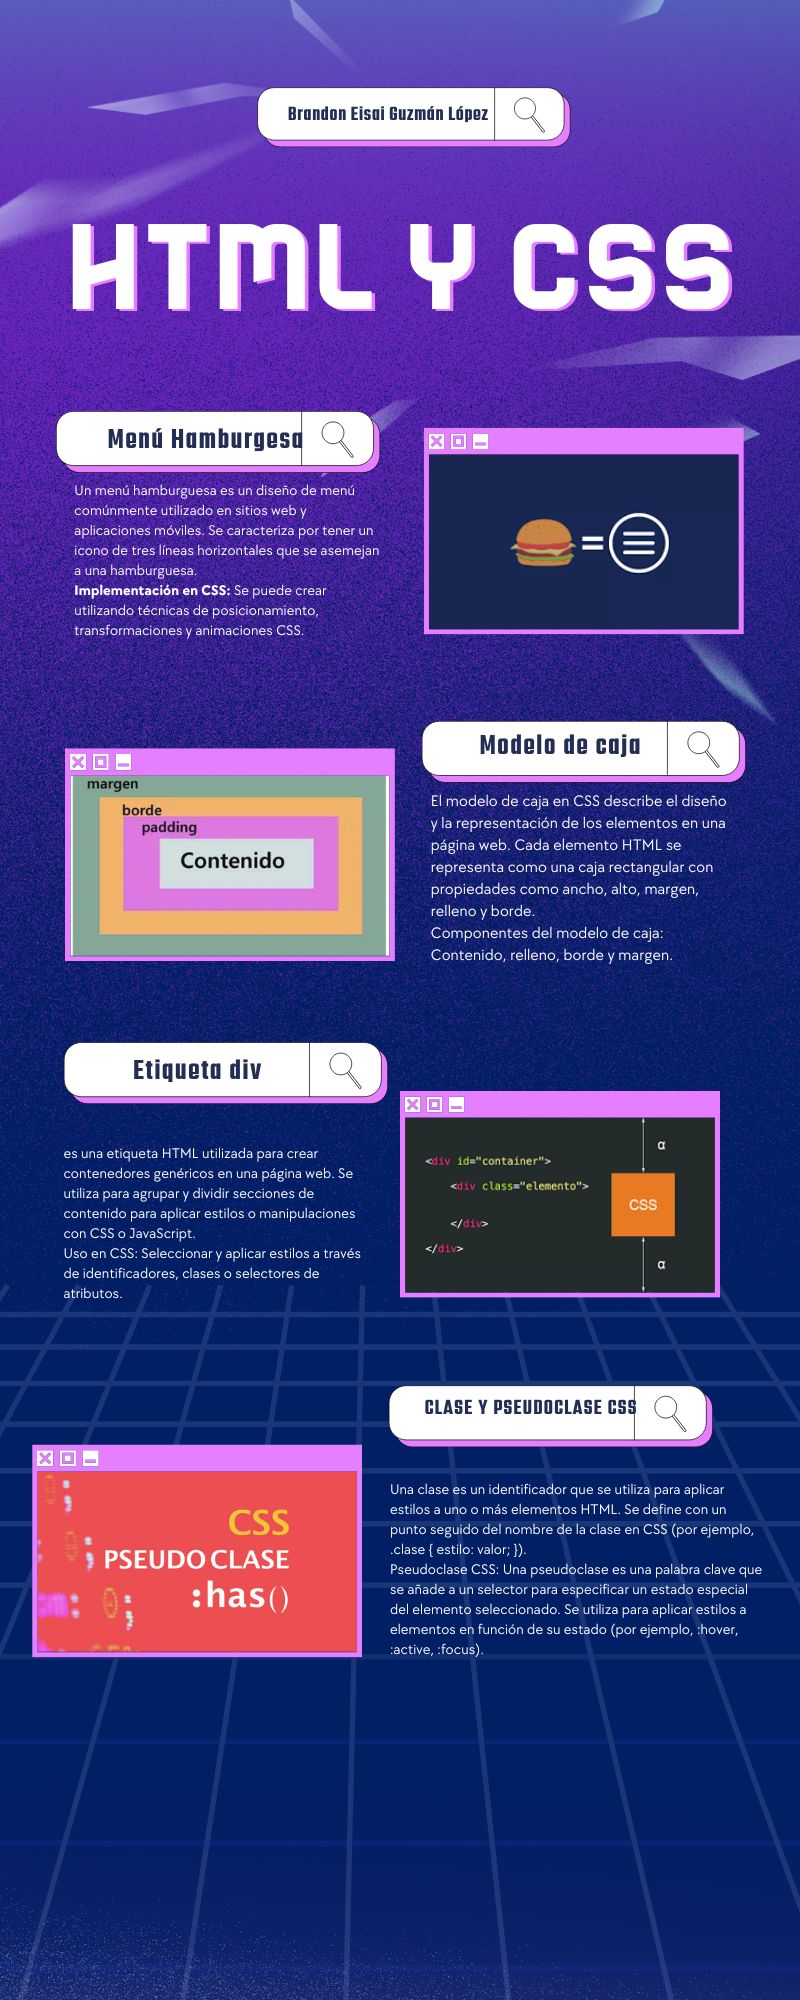 Brandon Eisai Guzmán López
HTML Y CSS
Menú Hamburgesa
Un menú hamburguesa es un diseño de menú
comúnmente utilizado en sitios web y
aplicaciones móviles. Se caracteriza por tener un
icono de tres líneas horizontales que se asemejan
a una hamburguesa.
Implementación en CSS: Se puede crear
utilizando técnicas de posicionamiento,
transformaciones y animaciones CSS.
=
margen
borde
padding
Contenido
Modelo de caja
El modelo de caja en CSS describe el diseño
y la representación de los elementos en una
página web. Cada elemento HTML se
representa como una caja rectangular con
propiedades como ancho, alto, margen,
relleno y borde.
Componentes del modelo de caja:
Contenido, relleno, borde y margen.
Etiqueta div
es una etiqueta HTML utilizada para crear
contenedores genéricos en una página web. Se
utiliza para agrupar y dividir secciones de
contenido para aplicar estilos o manipulaciones
con CSS o JavaScript.
Uso en CSS: Seleccionar y aplicar estilos a través
de identificadores, clases o selectores de
atributos.
<div id="container">
<div class="elemento">
</div>
</div>
α
CSS
α
CLASE Y PSEUDOCLASE CSS
Una clase es un identificador que se utiliza para aplicar
estilos a uno o más elementos HTML. Se define con un
punto seguido del nombre de la clase en CSS (por ejemplo,
.clase { estilo: valor; }).
Pseudoclase CSS: Una pseudoclase es una palabra clave que
se añade a un selector para especificar un estado especial
del elemento seleccionado. Se utiliza para aplicar estilos a
elementos en función de su estado (por ejemplo, :hover,
:active, :focus).
CSS
PSEUDO CLASE
:has()